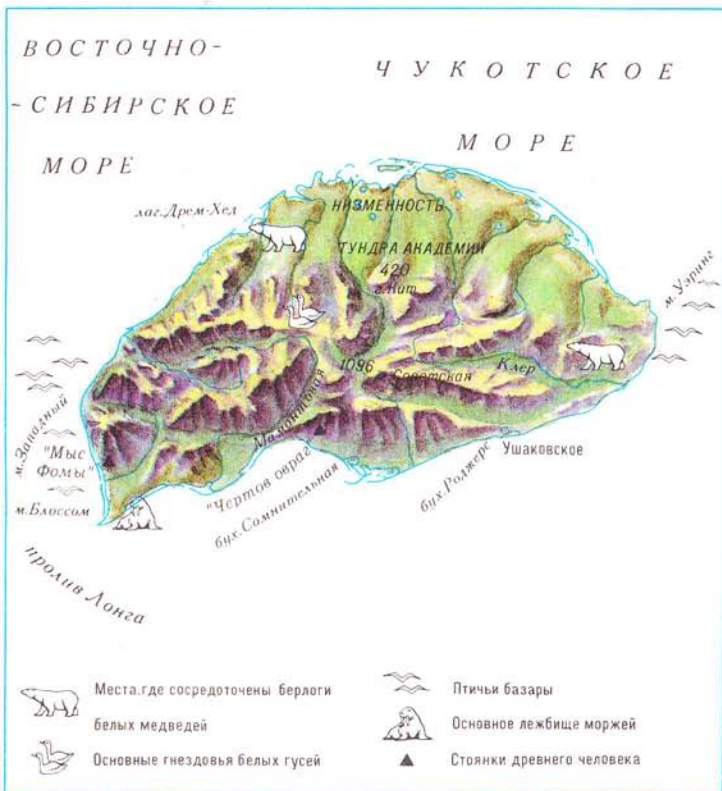 ВОСТОЧНО-
-СИБИРСКОЕ
МОРЕ
ЧУКОТСКОЕ
МОРЕ
лаг. Дрем-Хед
НИЗМЕННОСТЬ
ТУНДРА АКАДЕМИИ
420
г. Кит
м. Уэринг
1096
Советская
Клер
Мамонтовая
м. Западный
"Мыс
Фомы"
м. Блоссом
"Чертов овраг
бух. Сомнительная
бух. Роджерс
Ушаковское
пролив Лонга
Места, где сосредоточены берлоги
белых медведей
Основные гнездовья белых гусей
Птичьи базары
Основное лежбище моржей
Стоянки древнего человека